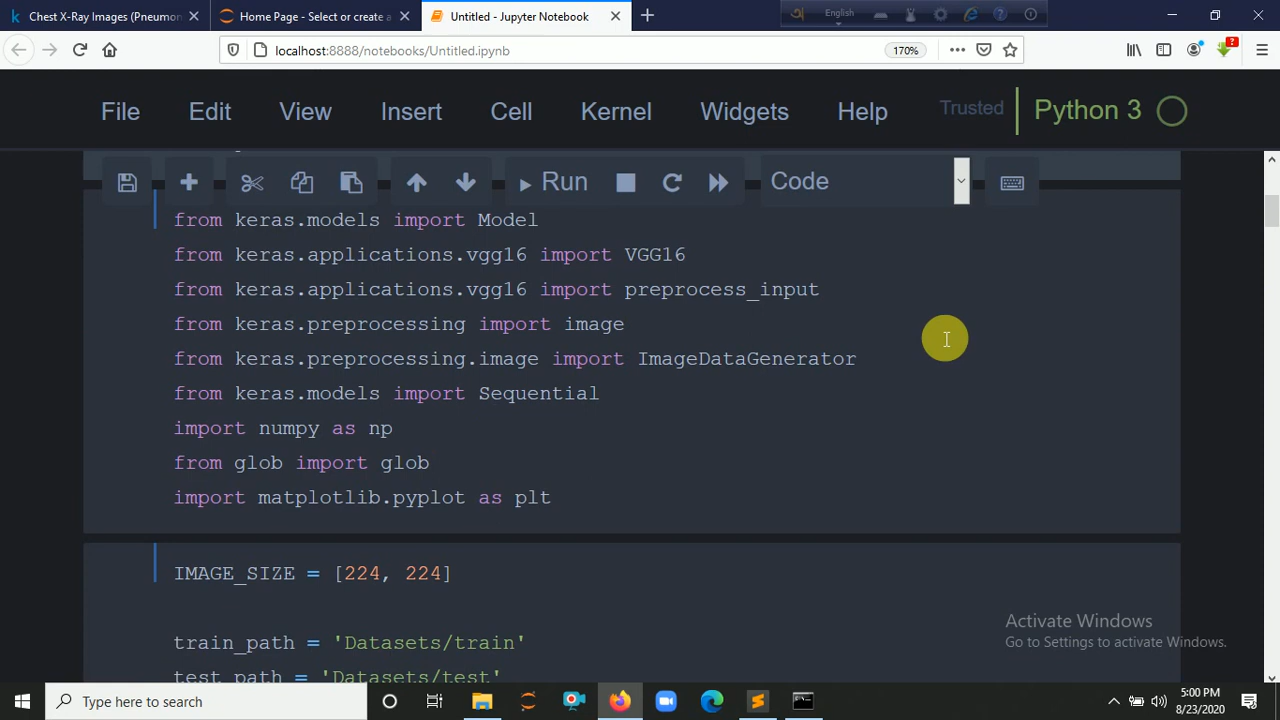 Chest X-Ray Images (Pneumon
Home Page - Select or create a
Untitled - Jupyter Notebook
English
localhost:8888/notebooks/Untitled.ipynb
170%
File Edit View Insert Cell Kernel Widgets Help Trusted Python 3
Run Code
from keras.models import Model
from keras.applications.vgg16 import VGG16
from keras.applications.vgg16 import preprocess_input
from keras.preprocessing import image
from keras.preprocessing.image import ImageDataGenerator
from keras.models import Sequential
import numpy as np
from glob import glob
import matplotlib.pyplot as plt
IMAGE_SIZE = [224, 224]
train_path = 'Datasets/train'
test_path = 'Datasets/test'
Activate Windows
Go to Settings to activate Windows.
Type here to search
5:00 PM
8/23/2020